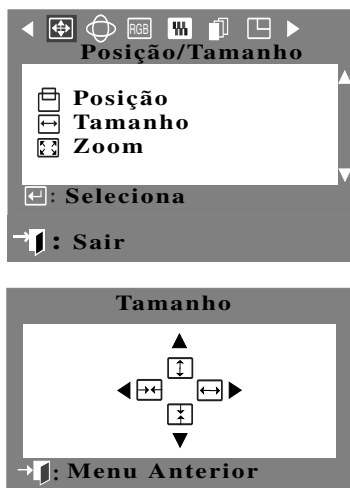 RGB
Posição/Tamanho
Posição
Tamanho
Zoom
: Seleciona
: Sair
Tamanho
: Menu Anterior